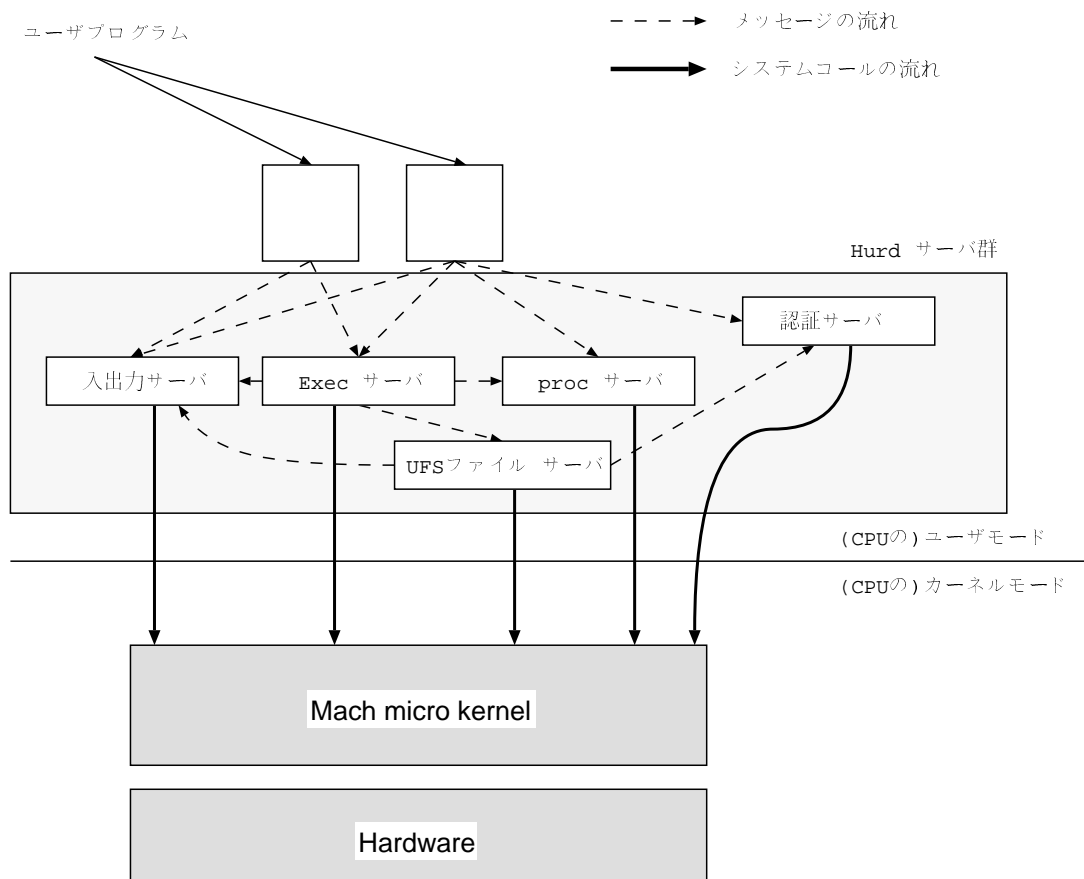 メッセージの流れ
ユーザプログラム
システムコールの流れ
Hurd サーバ群
認証サーバ
入出力サーバ
Exec サーバ
proc サーバ
UFSファイル サーバ
(CPUの)ユーザモード
(CPUの)カーネルモード
Mach micro kernel
Hardware